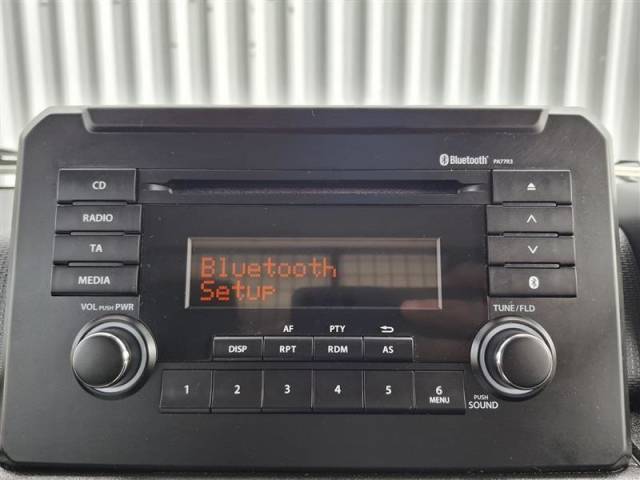 Bluetooth PA77R3
CD
RADIO
TA
MEDIA
Bluetooth
Setup
VOL PUSH PWR
TUNE/FLD
AF PTY
DISP RPT RDM AS
1 2 3 4 5 6
MENU
PUSH
SOUND